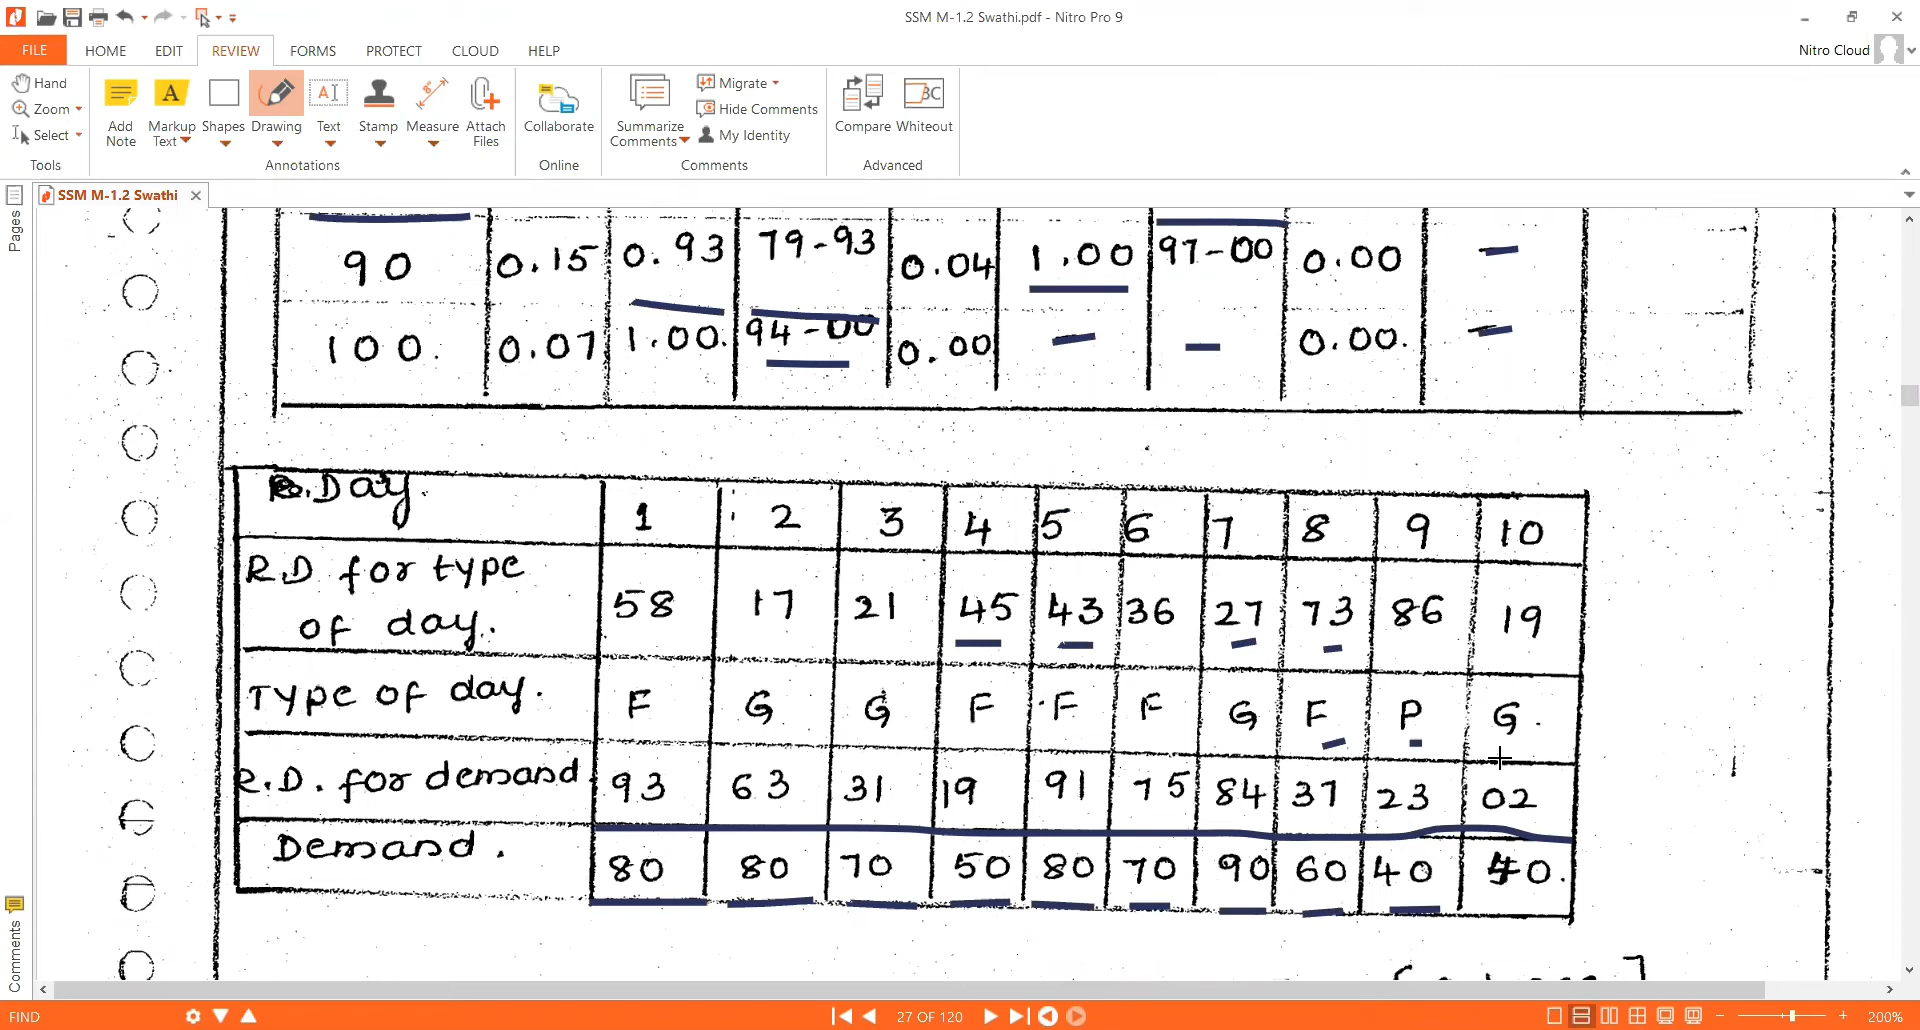 SSM M-1.2 Swathi.pdf - Nitro Pro 9
FILE HOME EDIT REVIEW FORMS PROTECT CLOUD HELP
Nitro Cloud
Hand
Zoom
Select
Tools
Add Note
Markup Text
Shapes
Drawing
Text
Stamp
Measure
Attach Files
Annotations
Collaborate
Online
Summarize Comments
Migrate
Hide Comments
My Identity
Comments
Compare
Whiteout
Advanced
SSM M-1.2 Swathi
Pages
90 0.15 0.93 79-93 0.04 1.00 97-00 0.00 -
100. 0.07 1.00. 94-00 0.00 - - 0.00. -
Day. 1 2 3 4 5 6 7 8 9 10
R.D for type
of day. 58 17 21 45 43 36 27 73 86 19
Type of day. F G G F F F G F P G.
R.D. for demand. 93 63 31 19 91 75 84 37 23 02
Demand. 80 80 70 50 80 70 90 60 40 40.
Comments
FIND
27 OF 120
200%